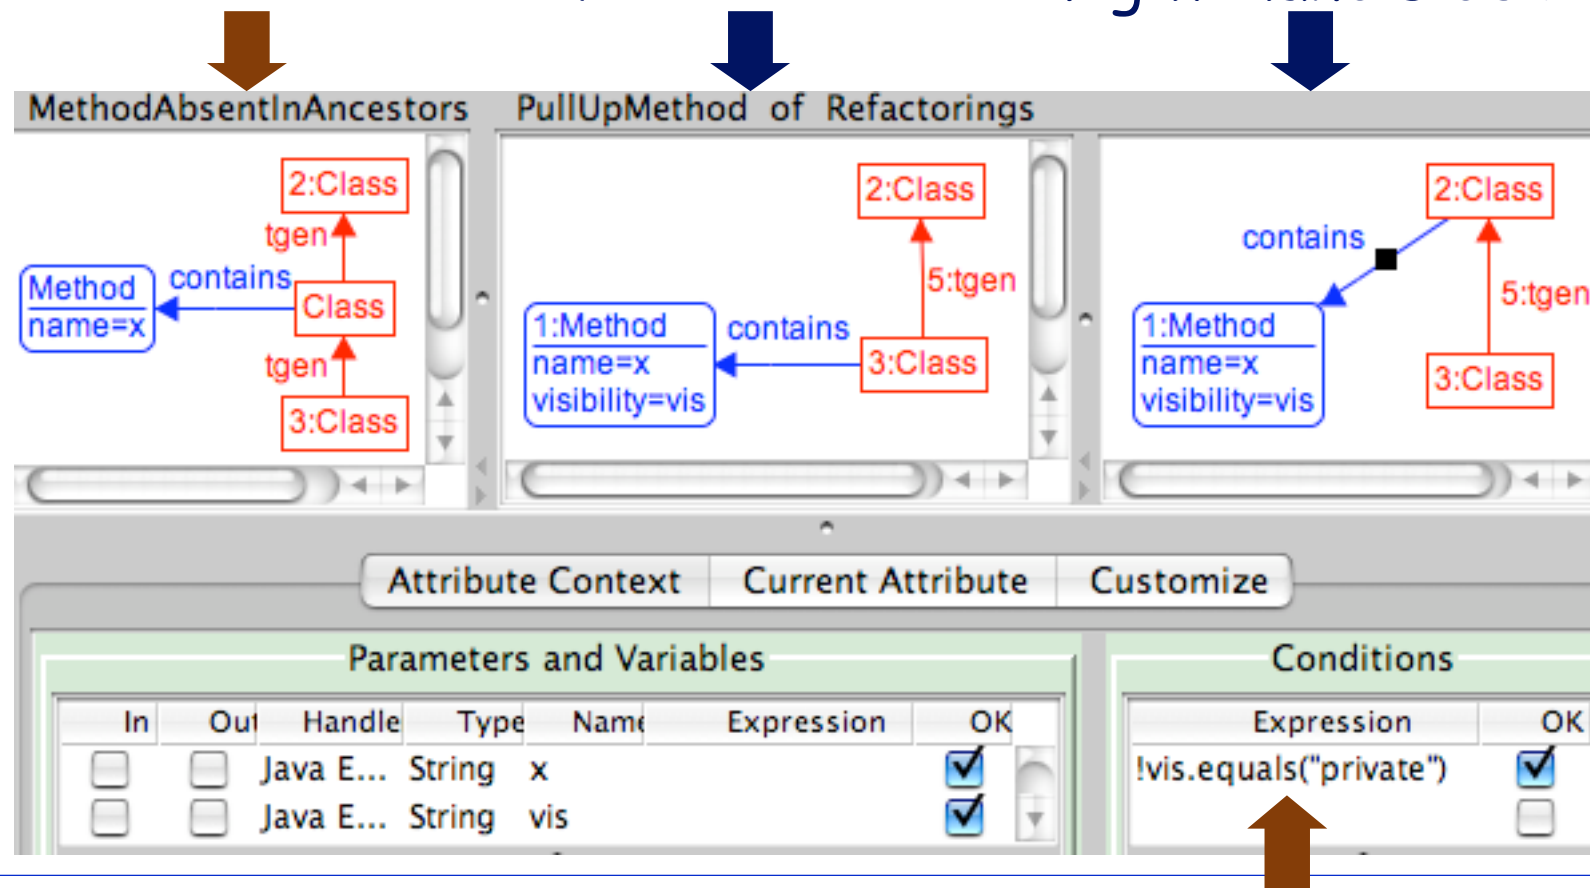 MethodAbsentInAncestors
PullUpMethod of Refactorings
2:Class
tgen
contains
Method
name=x
Class
tgen
3:Class
2:Class
5:tgen
1:Method
name=x
visibility=vis
contains
3:Class
2:Class
contains
5:tgen
1:Method
name=x
visibility=vis
3:Class
Attribute Context Current Attribute Customize
Parameters and Variables
In Out Handle Type Name Expression OK
Java E... String x
Java E... String vis
Conditions
Expression OK
!vis.equals("private")